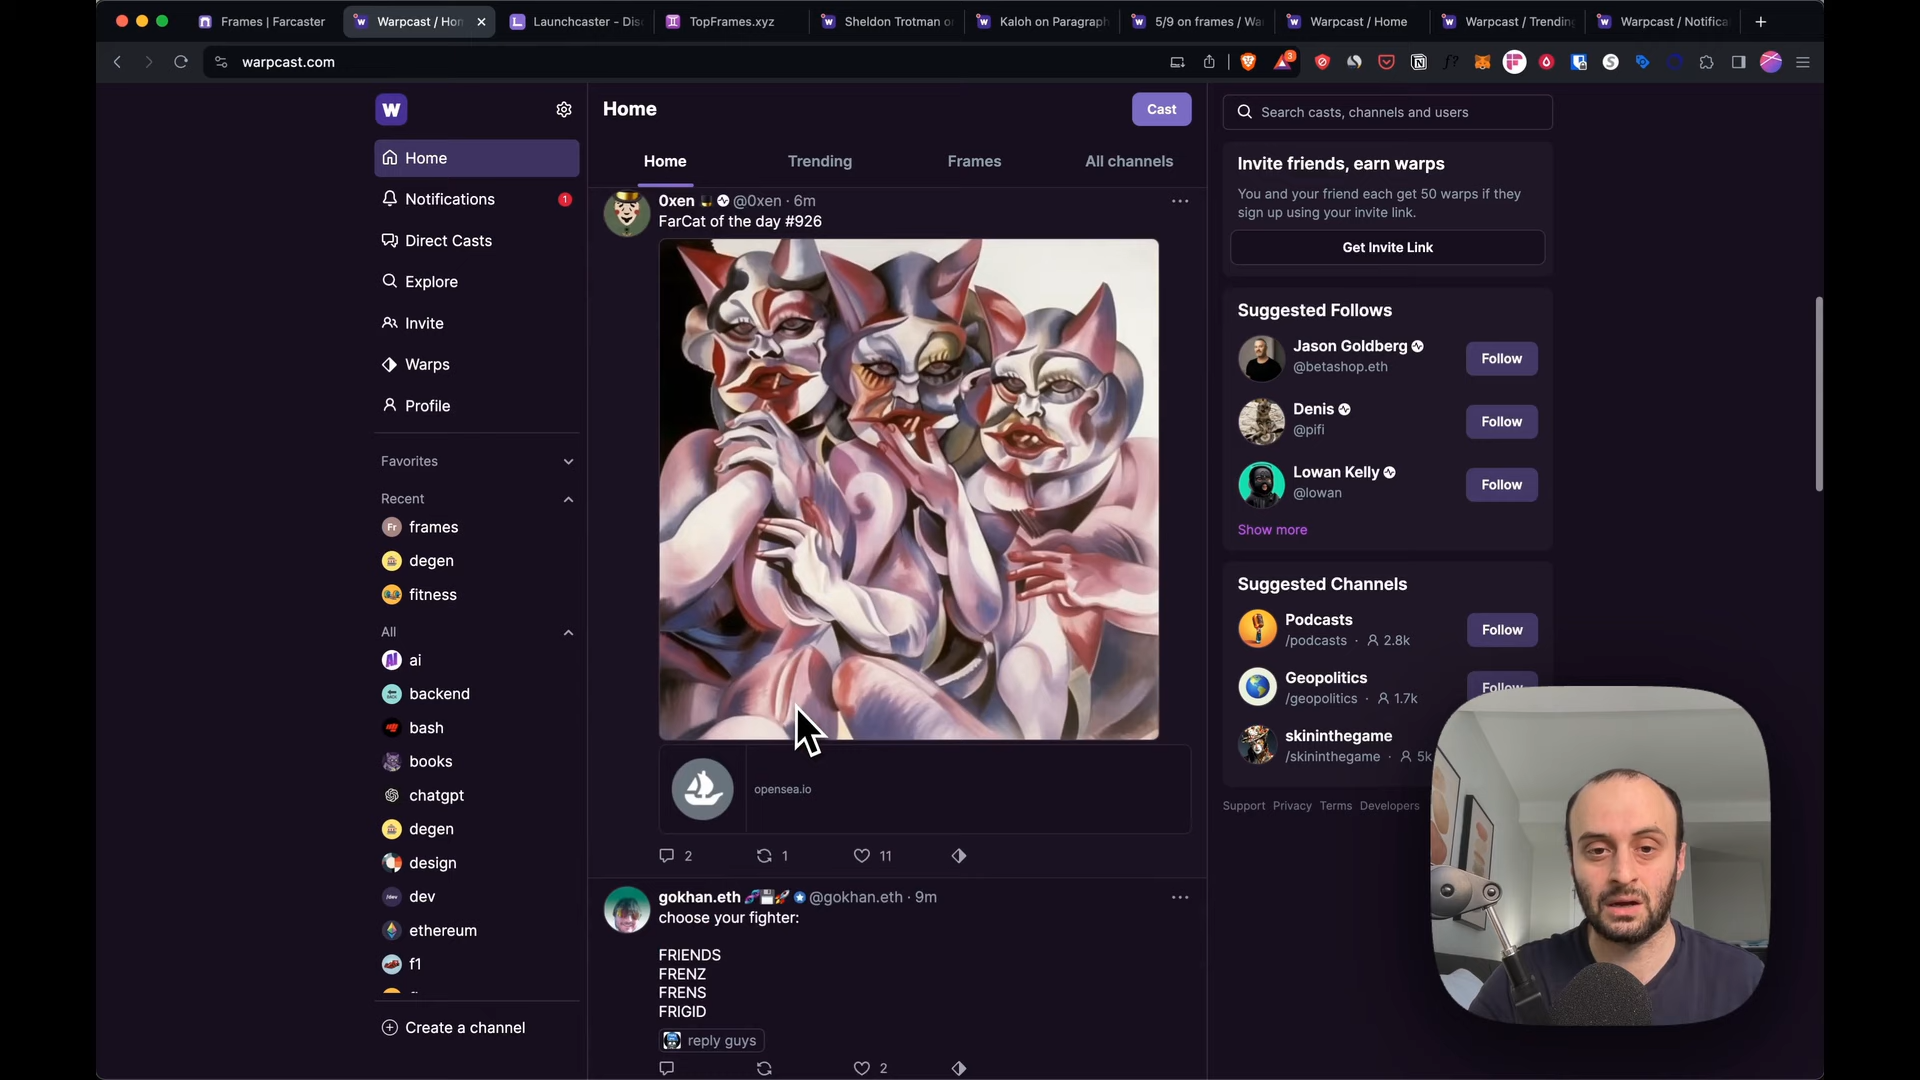 Frames | Farcaster
Warpcast / Hon
Launchcaster - Disc
TopFrames.xyz
Sheldon Trotman on
Kaloh on Paragraph
5/9 on frames / Wa
Warpcast / Home
Warpcast / Trending
Warpcast / Notifica
warpcast.com
3
W
Home
Notifications
1
Direct Casts
Explore
Invite
Warps
Profile
Favorites
Recent
Fr frames
degen
fitness
All
ai
backend
bash
books
chatgpt
degen
design
dev
ethereum
f1
Create a channel
Home
Cast
Home
Trending
Frames
All channels
0xen @0xen · 6m
FarCat of the day #926
opensea.io
2
1
11
gokhan.eth @gokhan.eth · 9m
choose your fighter:
FRIENDS
FRENZ
FRENS
FRIGID
reply guys
2
Search casts, channels and users
Invite friends, earn warps
You and your friend each get 50 warps if they
sign up using your invite link.
Get Invite Link
Suggested Follows
Jason Goldberg
@betashop.eth
Follow
Denis
@pifi
Follow
Lowan Kelly
@lowan
Follow
Show more
Suggested Channels
Podcasts
/podcasts · 2.8k
Follow
Geopolitics
/geopolitics · 1.7k
Follow
skininthegame
/skininthegame · 5k
Support Privacy Terms Developers